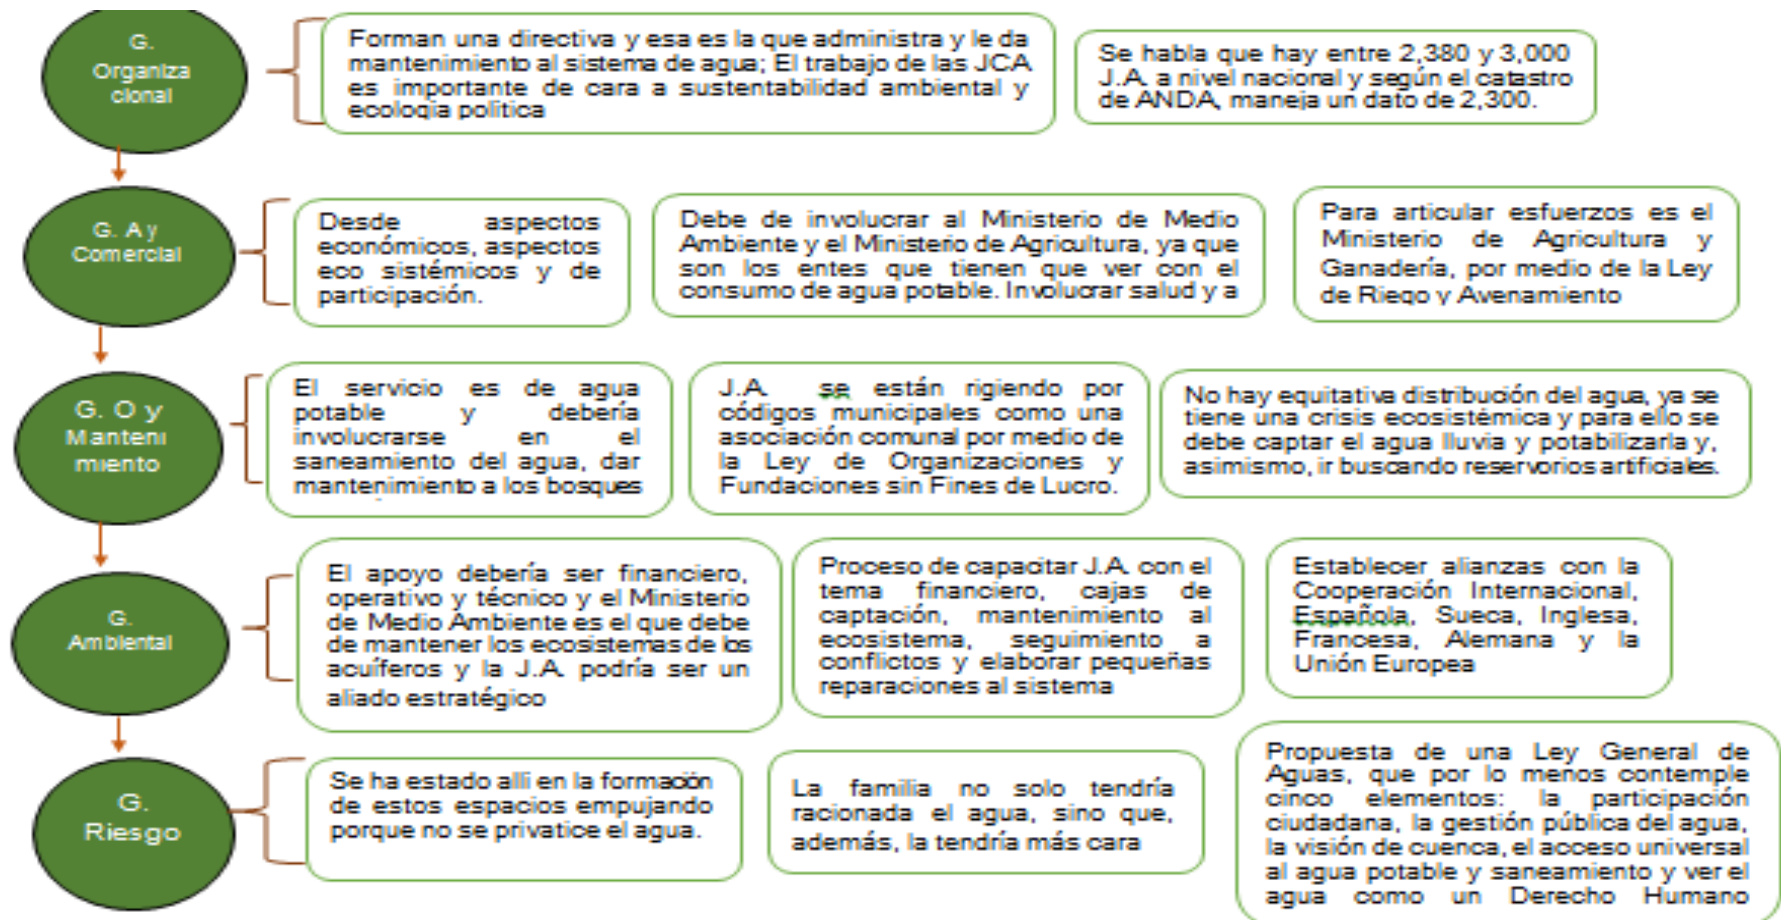 G.
Organiza
cional
Forman una directiva y esa es la que administra y le da
mantenimiento al sistema de agua; El trabajo de las JCA
es importante de cara a sustentabilidad ambiental y
ecología política
Se habla que hay entre 2,380 y 3,000
J.A. a nivel nacional y según el catastro
de ANDA, maneja un dato de 2,300.
G. A y
Comercial
Desde aspectos
económicos, aspectos
eco sistémicos y de
participación.
Debe de involucrar al Ministerio de Medio
Ambiente y el Ministerio de Agricultura, ya que
son los entes que tienen que ver con el
consumo de agua potable. Involucrar salud y a
Para articular esfuerzos es el
Ministerio de Agricultura y
Ganadería, por medio de la Ley
de Riego y Avenamiento
G. O y
Manteni
miento
El servicio es de agua
potable y debería
involucrarse en el
saneamiento del agua, dar
mantenimiento a los bosques
J.A. se están rigiendo por
códigos municipales como una
asociación comunal por medio de
la Ley de Organizaciones y
Fundaciones sin Fines de Lucro.
No hay equitativa distribución del agua, ya se
tiene una crisis ecosistémica y para ello se
debe captar el agua lluvia y potabilizarla y,
asimismo, ir buscando reservorios artificiales.
G.
Ambiental
El apoyo debería ser financiero,
operativo y técnico y el Ministerio
de Medio Ambiente es el que debe
de mantener los ecosistemas de los
acuíferos y la J.A. podría ser un
aliado estratégico
Proceso de capacitar J.A. con el
tema financiero, cajas de
captación, mantenimiento al
ecosistema, seguimiento a
conflictos y elaborar pequeñas
reparaciones al sistema
Establecer alianzas con la
Cooperación Internacional,
Española, Sueca, Inglesa,
Francesa, Alemana y la
Unión Europea
G.
Riesgo
Se ha estado allí en la formación
de estos espacios empujando
porque no se privatice el agua.
La familia no solo tendría
racionada el agua, sino que,
además, la tendría más cara
Propuesta de una Ley General de
Aguas, que por lo menos contemple
cinco elementos: la participación
ciudadana, la gestión pública del agua,
la visión de cuenca, el acceso universal
al agua potable y saneamiento y ver el
agua como un Derecho Humano